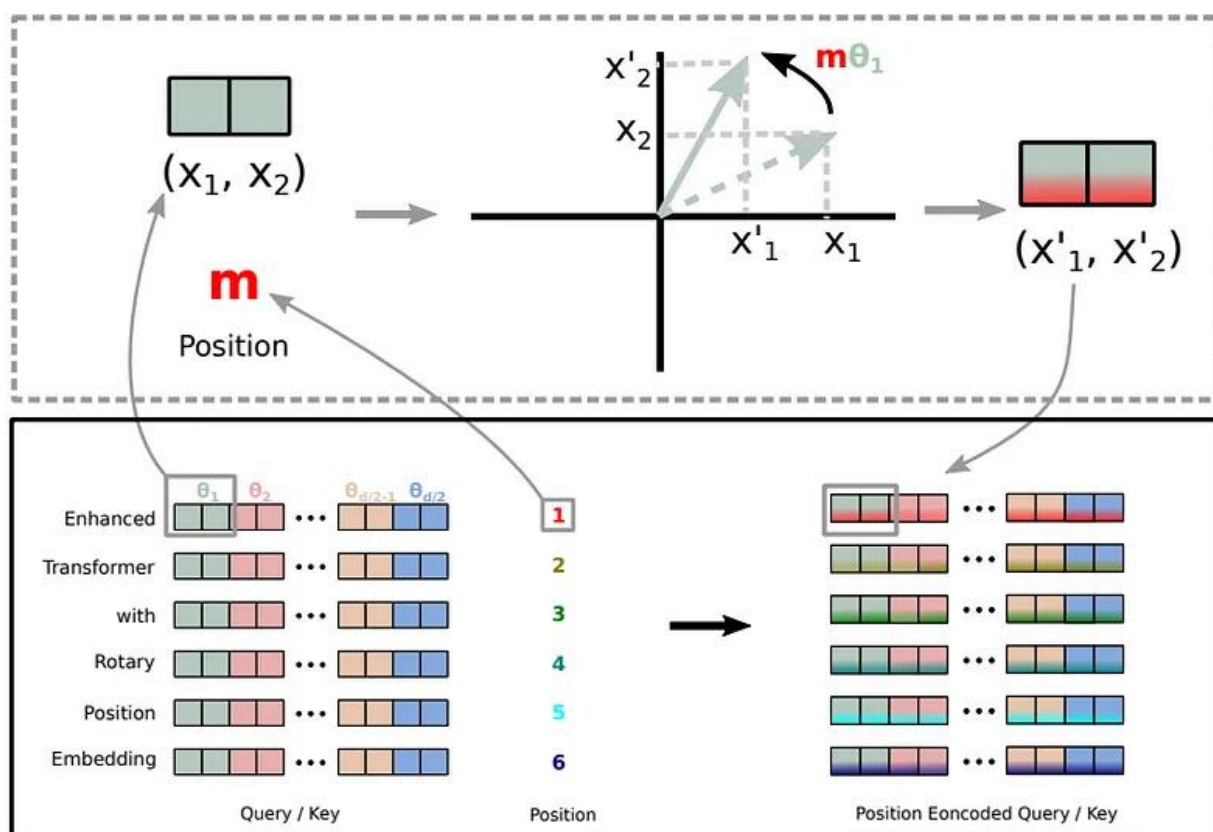 x'₂
mθ₁
x₂
(x₁, x₂)
x'₁
x₁
(x'₁, x'₂)
m
Position
θ₁ θ₂ θd/2-1 θd/2
Enhanced 1
Transformer 2
with 3
Rotary 4
Position 5
Embedding 6
Query / Key
Position
Position Eoncoded Query / Key